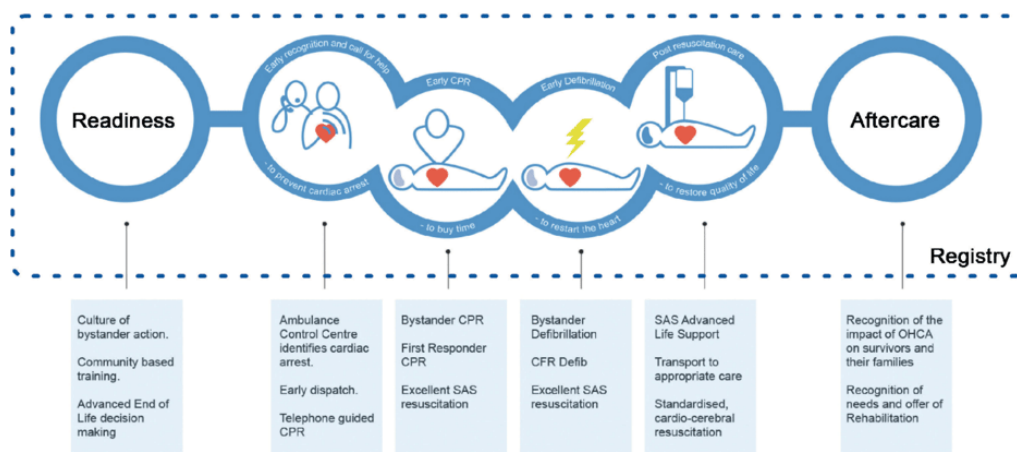 Readiness
Early recognition and call for help
- to prevent cardiac arrest
Early CPR
- to buy time
Early Defibrillation
- to restart the heart
Post resuscitation care
- to restore quality of life
Aftercare
Registry
Culture of
bystander action.
Community based
training.
Advanced End of
Life decision
making
Ambulance
Control Centre
identifies cardiac
arrest.
Early dispatch.
Telephone guided
CPR
Bystander CPR
First Responder
CPR
Excellent SAS
resuscitation
Bystander
Defibrillation
CFR Defib
Excellent SAS
resuscitation
SAS Advanced
Life Support
Transport to
appropriate care
Standardised,
cardio-cerebral
resuscitation
Recognition of the
impact of OHCA
on survivors and
their families
Recognition of
needs and offer of
Rehabilitation